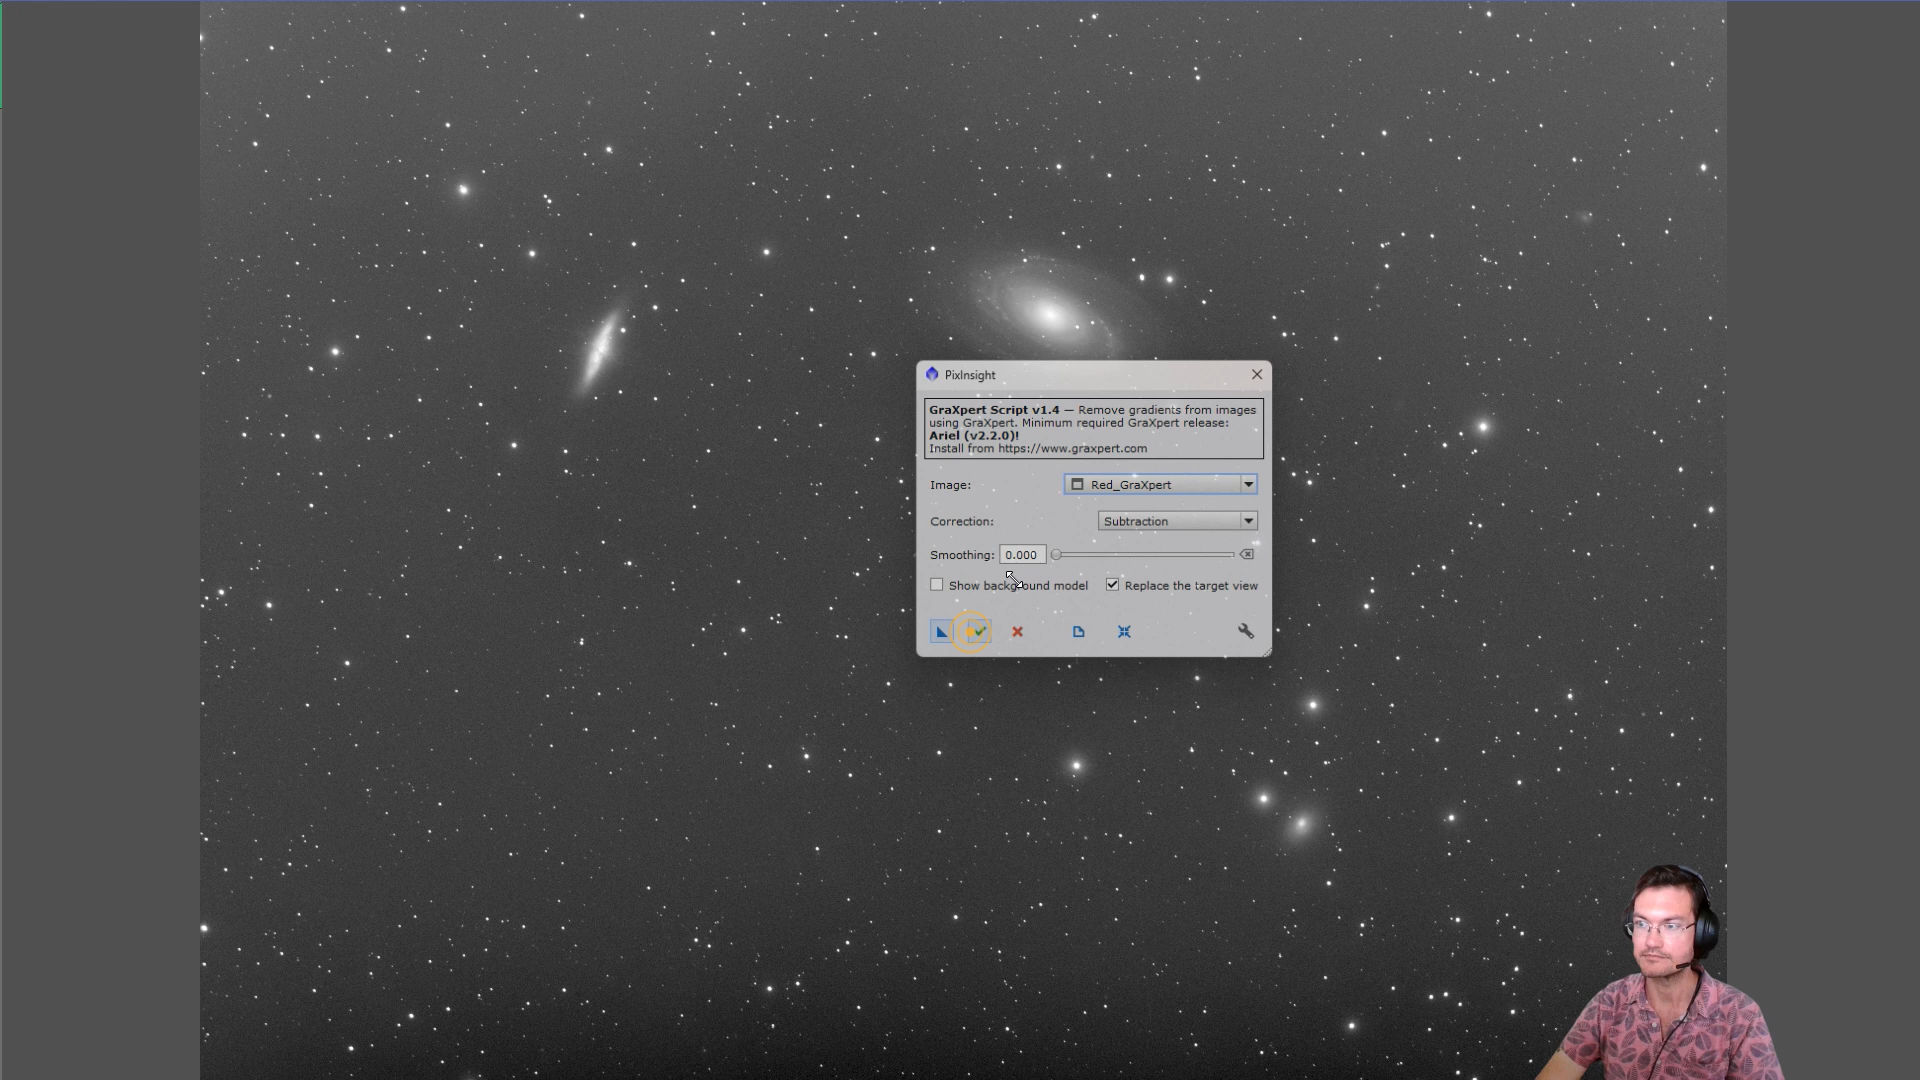 PixInsight
GraXpert Script v1.4 — Remove gradients from images
using GraXpert. Minimum required GraXpert release:
Ariel (v2.2.0)!
Install from https://www.graxpert.com
Image: Red_GraXpert
Correction: Subtraction
Smoothing: 0.000
Show background model Replace the target view